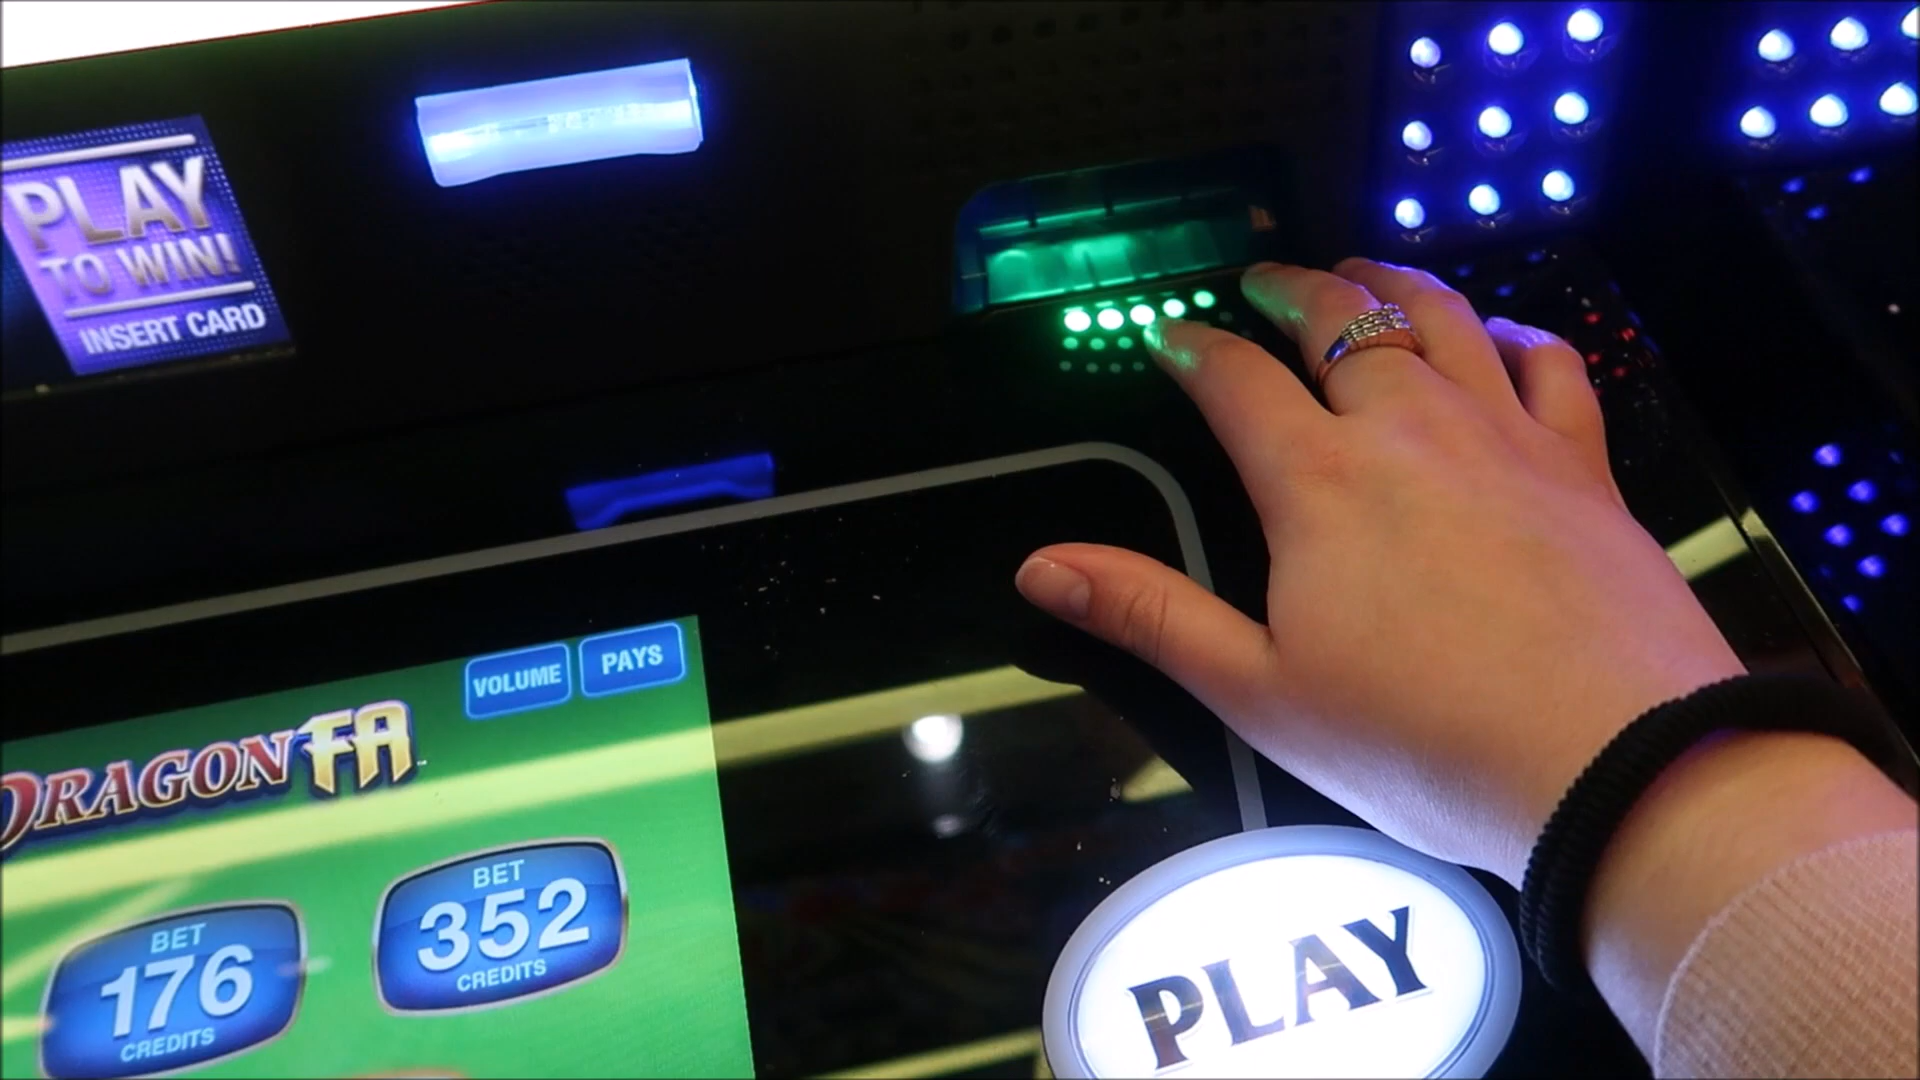 PLAY
TO WIN!
INSERT CARD
VOLUME
PAYS
DRAGON FA
BET
176
CREDITS
BET
352
CREDITS
PLAY